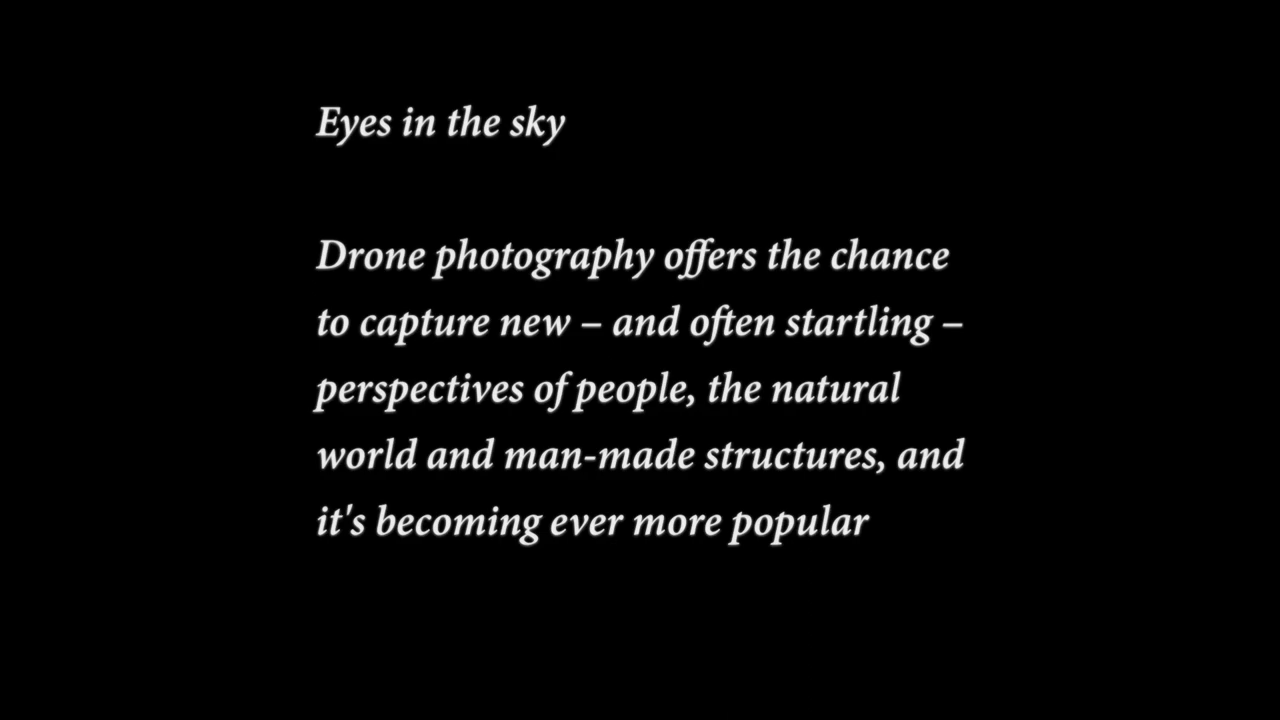 Eyes in the sky
Drone photography offers the chance
to capture new – and often startling –
perspectives of people, the natural
world and man-made structures, and
it's becoming ever more popular